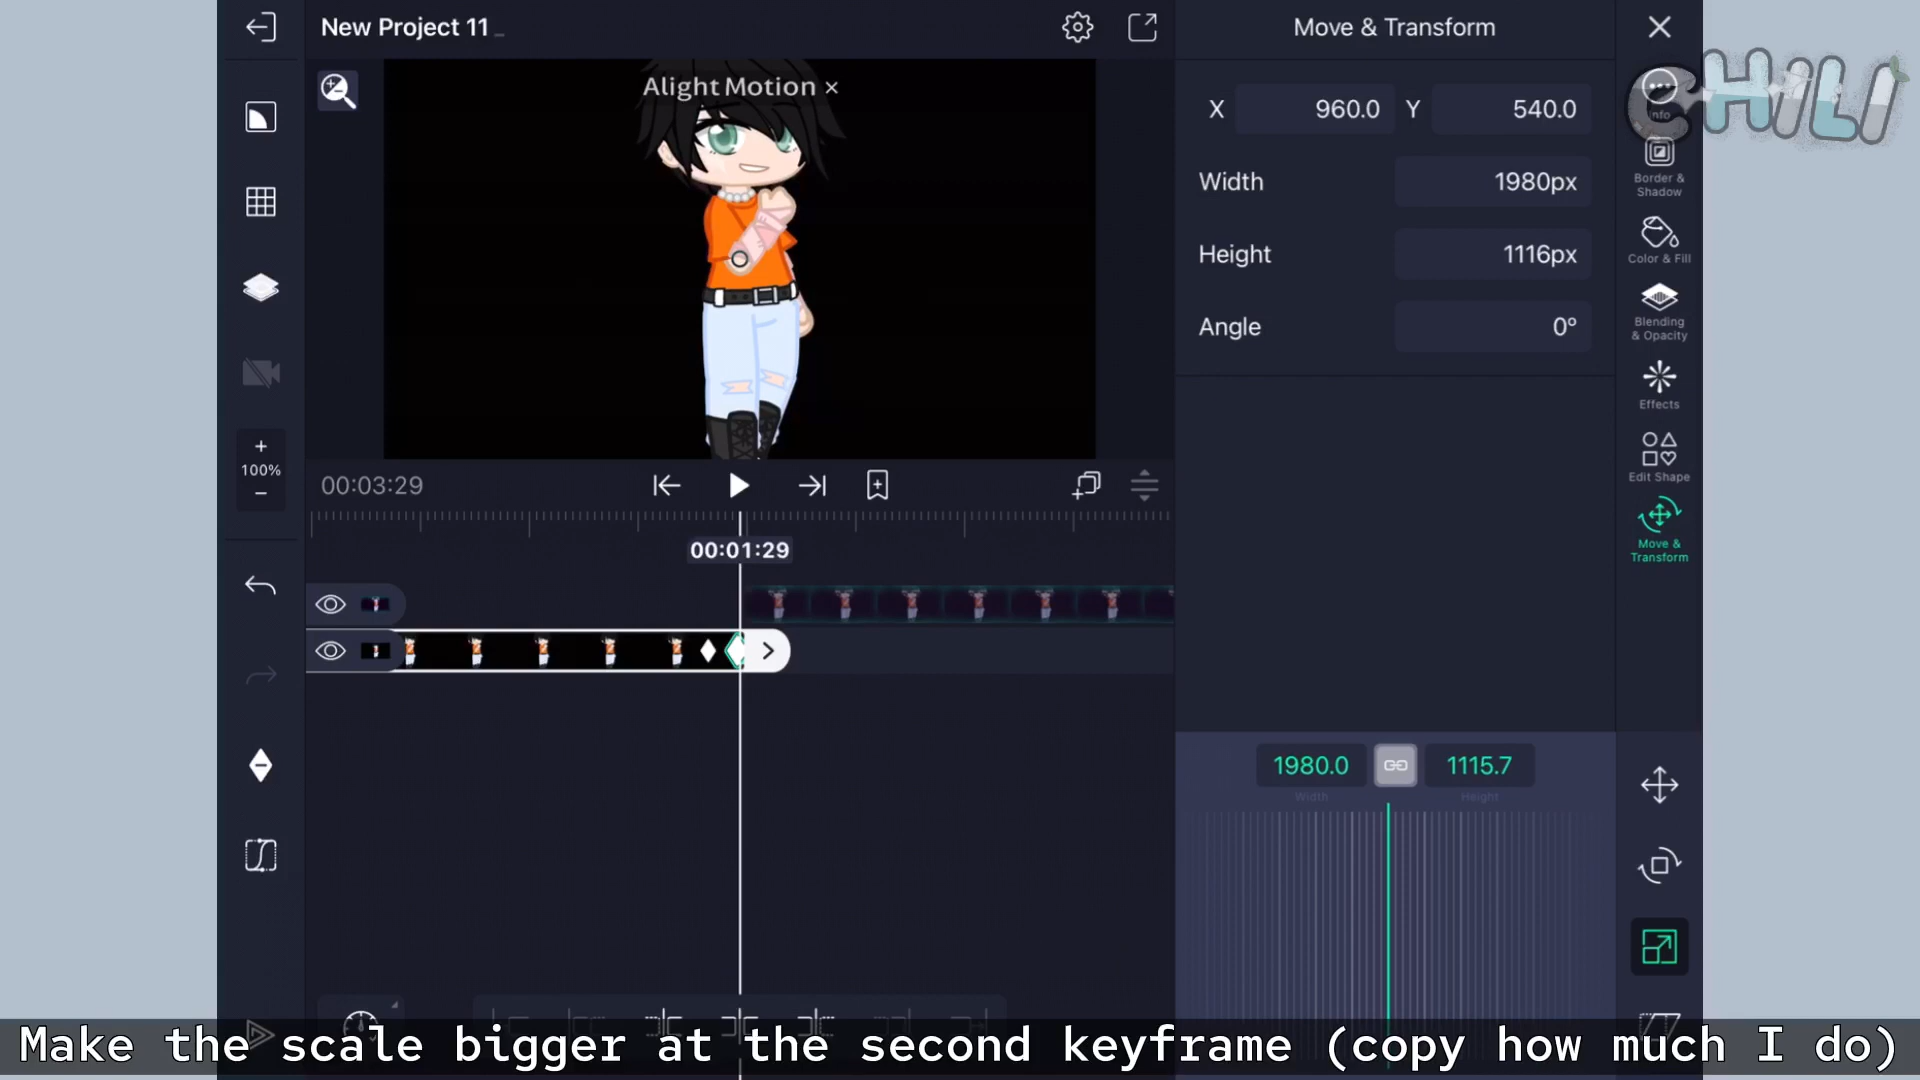 New Project 11
Move & Transform
Alight Motion ×
CHiLI
Info
X 960.0 Y 540.0
Width 1980px
Height 1116px
Angle 0°
Border &
Shadow
Color & Fill
Blending
& Opacity
Effects
Edit Shape
Move &
Transform
+
100%
−
00:03:29
00:01:29
1980.0 1115.7
Width Height
Make the scale bigger at the second keyframe (copy how much I do)